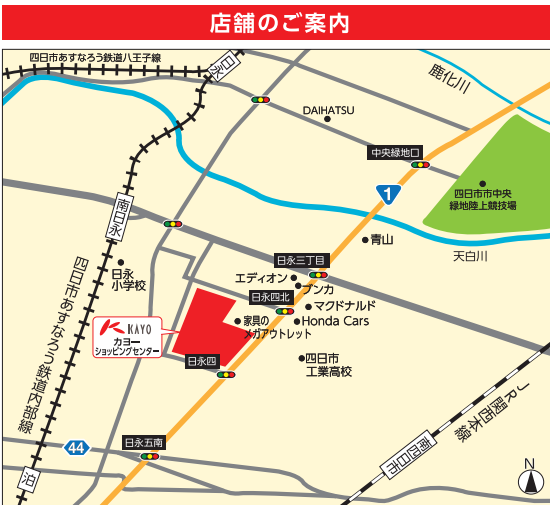 店舗のご案内
四日市あすなろう鉄道八王子線
日永
鹿化川
DAIHATSU
中央緑地口
1
四日市市中央
緑地陸上競技場
南日永
青山
天白川
日永
小学校
日永三丁目
エディオン
ブンカ
日永四北
マクドナルド
家具の
メガアウトレット
Honda Cars
KAYO
カヨー
ショッピングセンター
日永四
四日市
工業高校
四日市あすなろう鉄道内部線
JR関西本線
44
日永五南
南四日市
泊
N